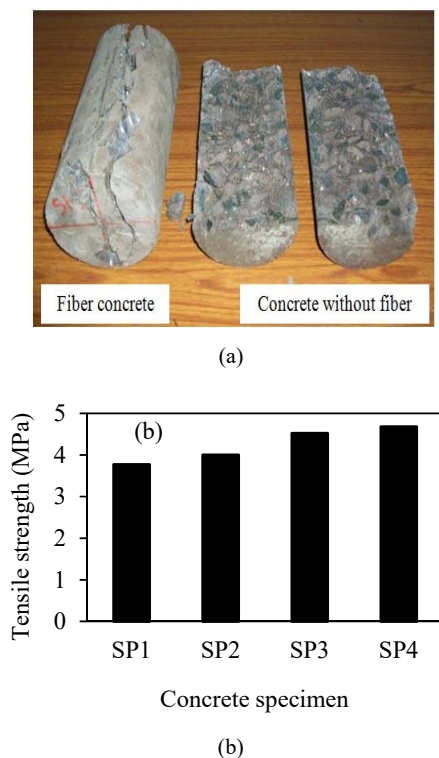 Fiber concrete
Concrete without fiber
(a)
Tensile strength (MPa)
(b)
5
4
3
2
1
0
SP1 SP2 SP3 SP4
Concrete specimen
(b)